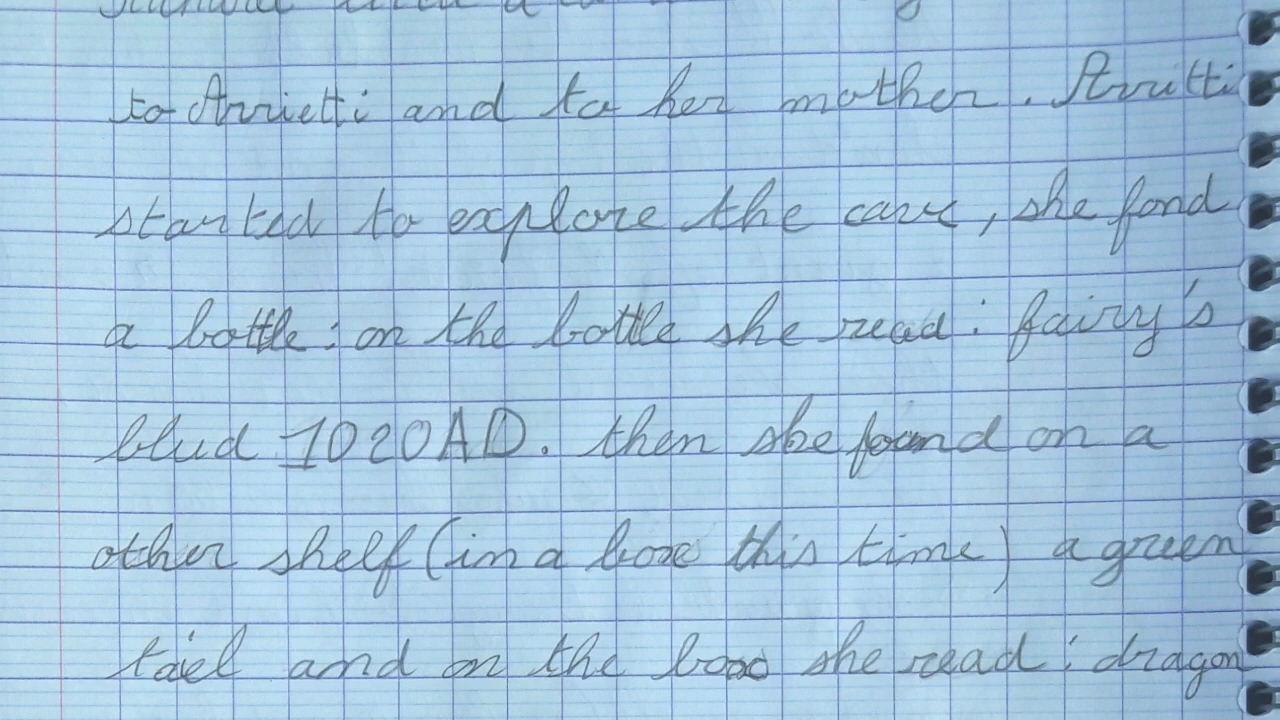 to Arrietti and to her mother. Arrietti
started to explore the cave, she fond
a bottle: on the bottle she read: fairy's
blud 1020AD. then she found on a
other shelf (in a box this time) a green
taiel and on the box she read: dragon